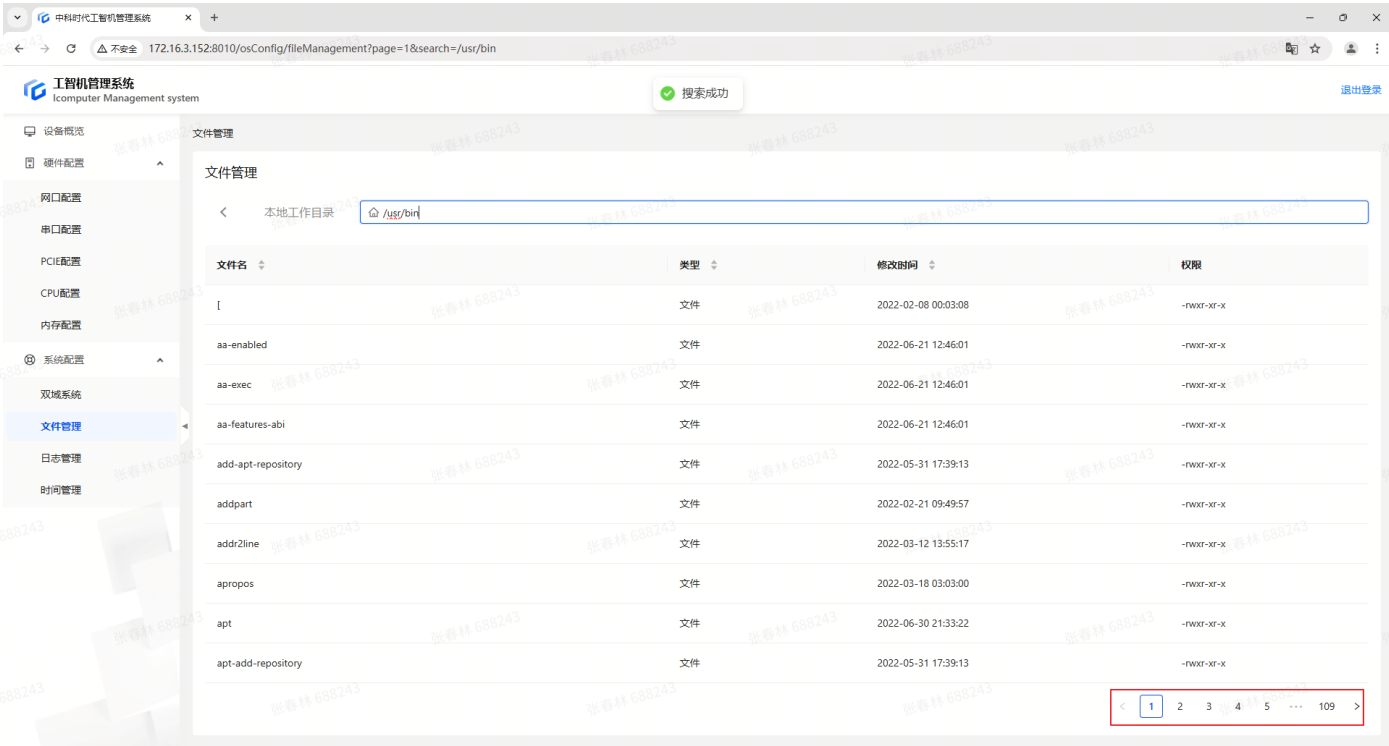 中科时代工智机管理系统
不安全 172.16.3.152:8010/osConfig/fileManagement?page=1&search=/usr/bin
工智机管理系统
Icomputer Management system
搜索成功
退出登录
设备概览
硬件配置
网口配置
串口配置
PCIE配置
CPU配置
内存配置
系统配置
双域系统
文件管理
日志管理
时间管理
文件管理
文件管理
本地工作目录 /usr/bin
文件名 类型 修改时间 权限
[ 文件 2022-02-08 00:03:08 -rwxr-xr-x
aa-enabled 文件 2022-06-21 12:46:01 -rwxr-xr-x
aa-exec 文件 2022-06-21 12:46:01 -rwxr-xr-x
aa-features-abi 文件 2022-06-21 12:46:01 -rwxr-xr-x
add-apt-repository 文件 2022-05-31 17:39:13 -rwxr-xr-x
addpart 文件 2022-02-21 09:49:57 -rwxr-xr-x
addr2line 文件 2022-03-12 13:55:17 -rwxr-xr-x
apropos 文件 2022-03-18 03:03:00 -rwxr-xr-x
apt 文件 2022-06-30 21:33:22 -rwxr-xr-x
apt-add-repository 文件 2022-05-31 17:39:13 -rwxr-xr-x
< 1 2 3 4 5 ••• 109 >
张春林 688243